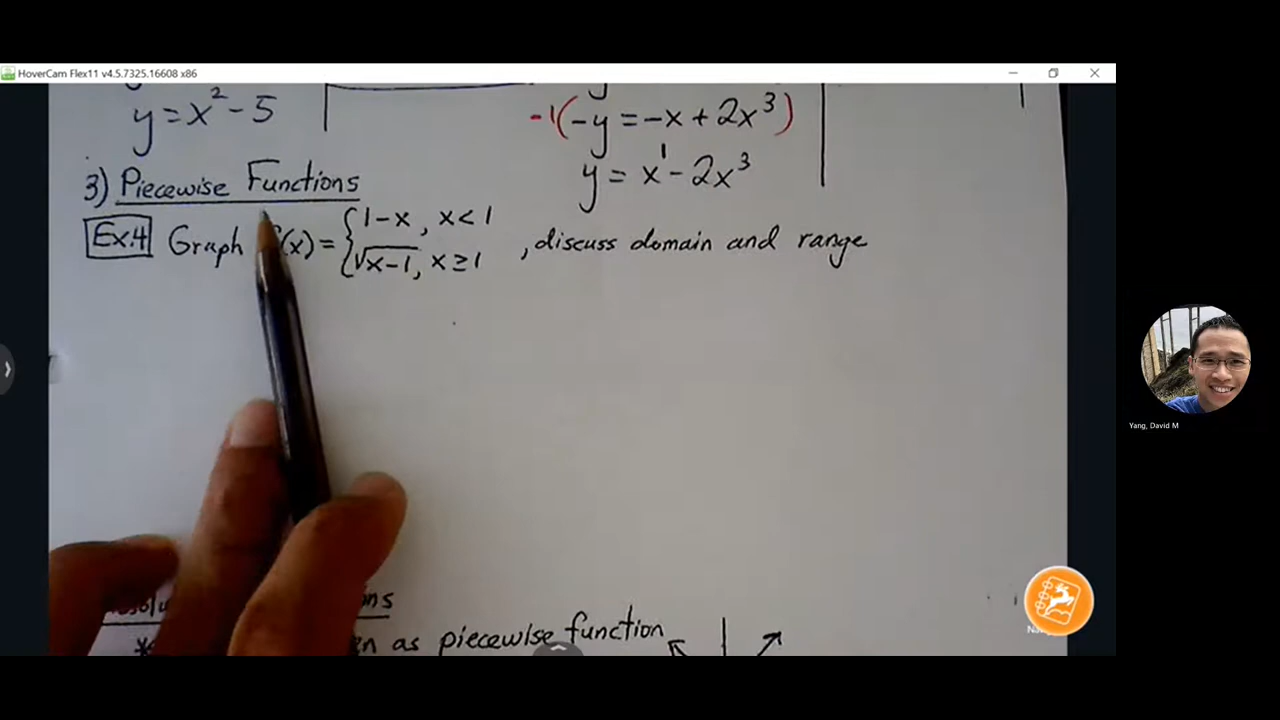 HoverCam Flex11 v4.5.7325.16608 x86
y = x² - 5
-1(-y = -x + 2x³)
y = x¹ - 2x³
3) Piecewise Functions
Ex.4 Graph f(x) = { 1-x, x<1
√x-1, x≥1 , discuss domain and range
Yang, David M
as piecewise function